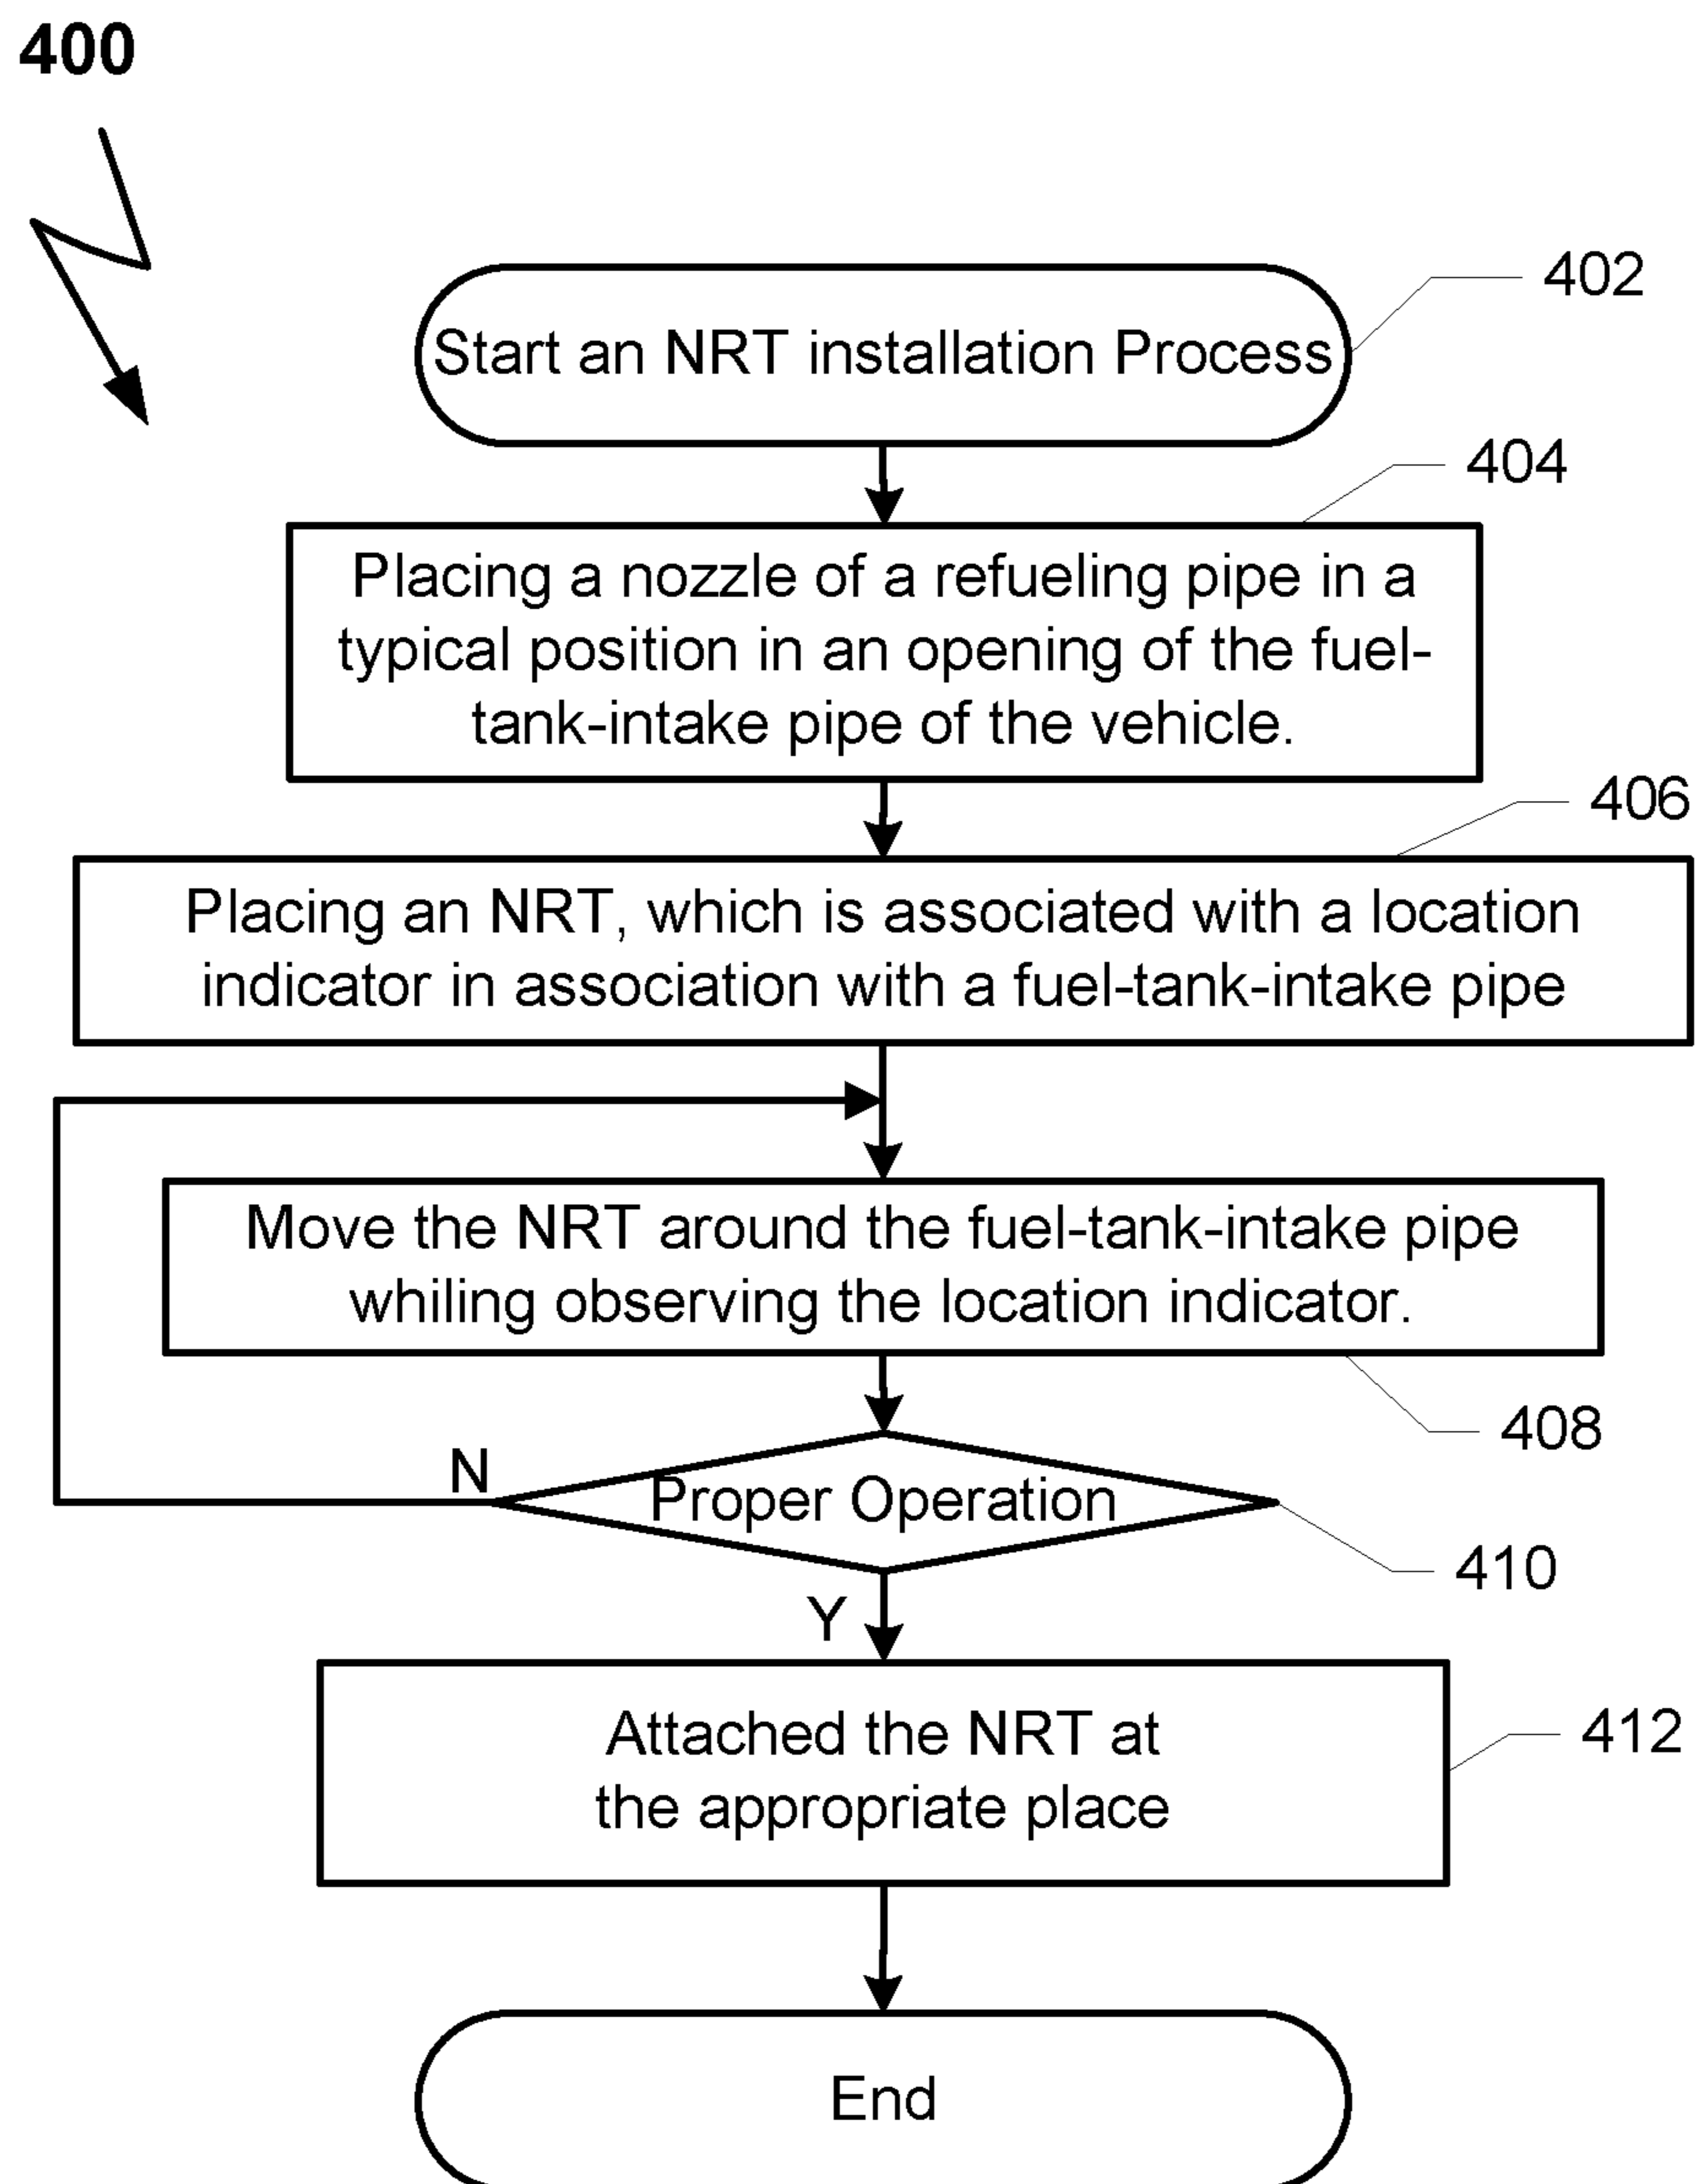 400
402
Start an NRT installation Process
404
Placing a nozzle of a refueling pipe in a
typical position in an opening of the fuel-
tank-intake pipe of the vehicle.
406
Placing an NRT, which is associated with a location
indicator in association with a fuel-tank-intake pipe
Move the NRT around the fuel-tank-intake pipe
whiling observing the location indicator.
408
N
Proper Operation
410
Y
Attached the NRT at
the appropriate place
412
End